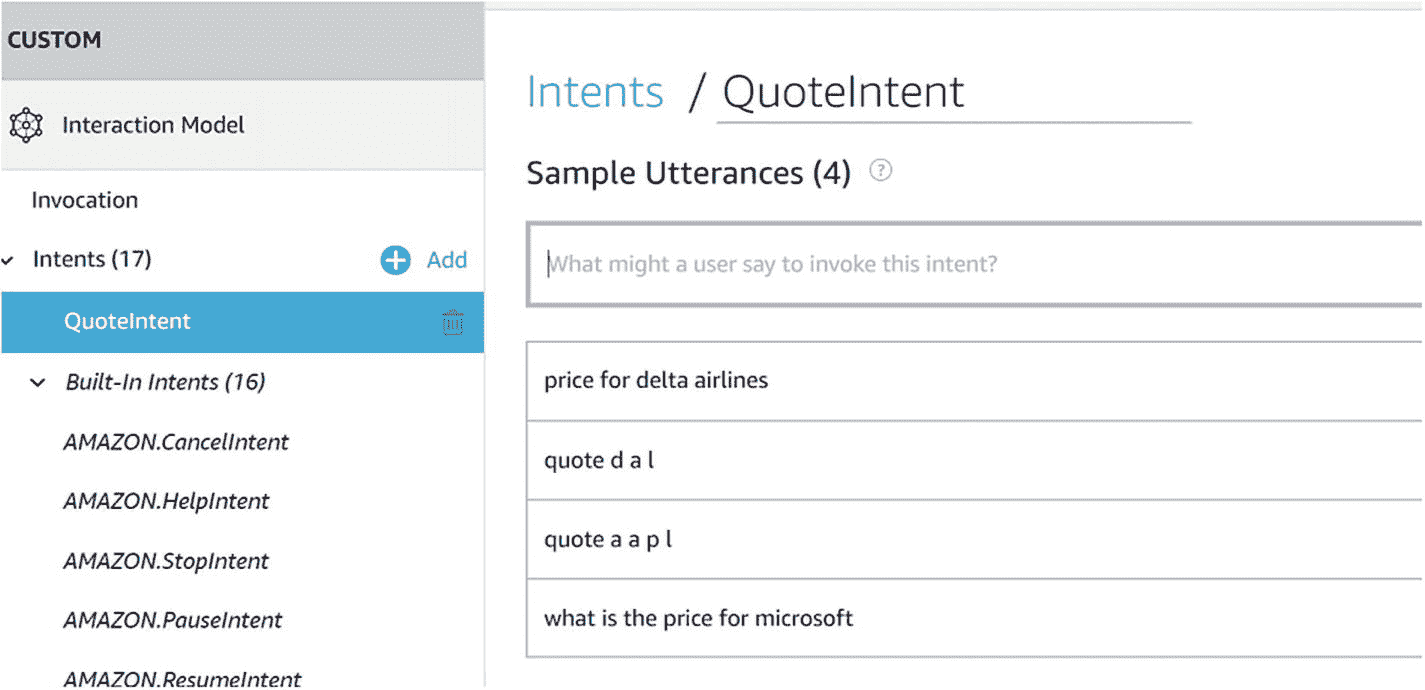 CUSTOM
Interaction Model
Invocation
Intents (17)
Add
QuoteIntent
Built-In Intents (16)
AMAZON.CancelIntent
AMAZON.HelpIntent
AMAZON.StopIntent
AMAZON.PauseIntent
AMAZON.ResumeIntent
Intents / QuoteIntent
Sample Utterances (4) ?
What might a user say to invoke this intent?
price for delta airlines
quote d a l
quote a a p l
what is the price for microsoft